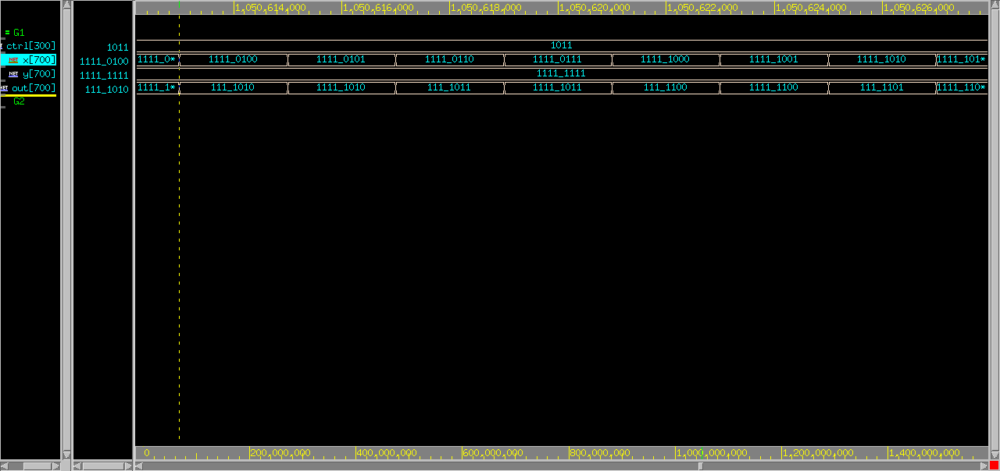 1,050,614,000 1,050,616,000 1,050,618,000 1,050,620,000 1,050,622,000 1,050,624,000 1,050,626,000
= G1
ctrl[300] 1011 1011
NET x[700] 1111_0100 1111_0* 1111_0100 1111_0101 1111_0110 1111_0111 1111_1000 1111_1001 1111_1010 1111_101*
NET y[700] 1111_1111 1111_1111
NET out[700] 111_1010 1111_1* 111_1010 1111_1010 111_1011 1111_1011 111_1100 1111_1100 111_1101 1111_110*
G2
0 200,000,000 400,000,000 600,000,000 800,000,000 1,000,000,000 1,200,000,000 1,400,000,000